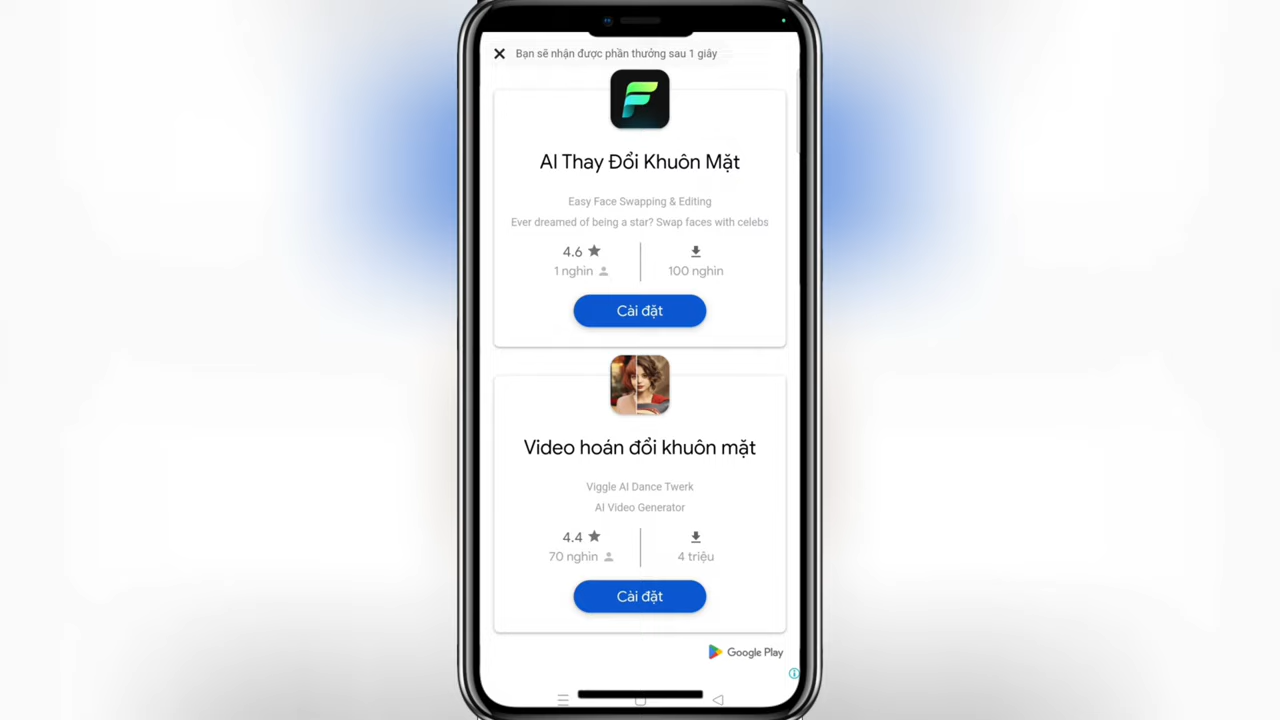 Bạn sẽ nhận được phần thưởng sau 1 giây
AI Thay Đổi Khuôn Mặt
Easy Face Swapping & Editing
Ever dreamed of being a star? Swap faces with celebs
4.6
1 nghìn
100 nghìn
Cài đặt
Video hoán đổi khuôn mặt
Viggle AI Dance Twerk
AI Video Generator
4.4
70 nghìn
4 triệu
Cài đặt
Google Play